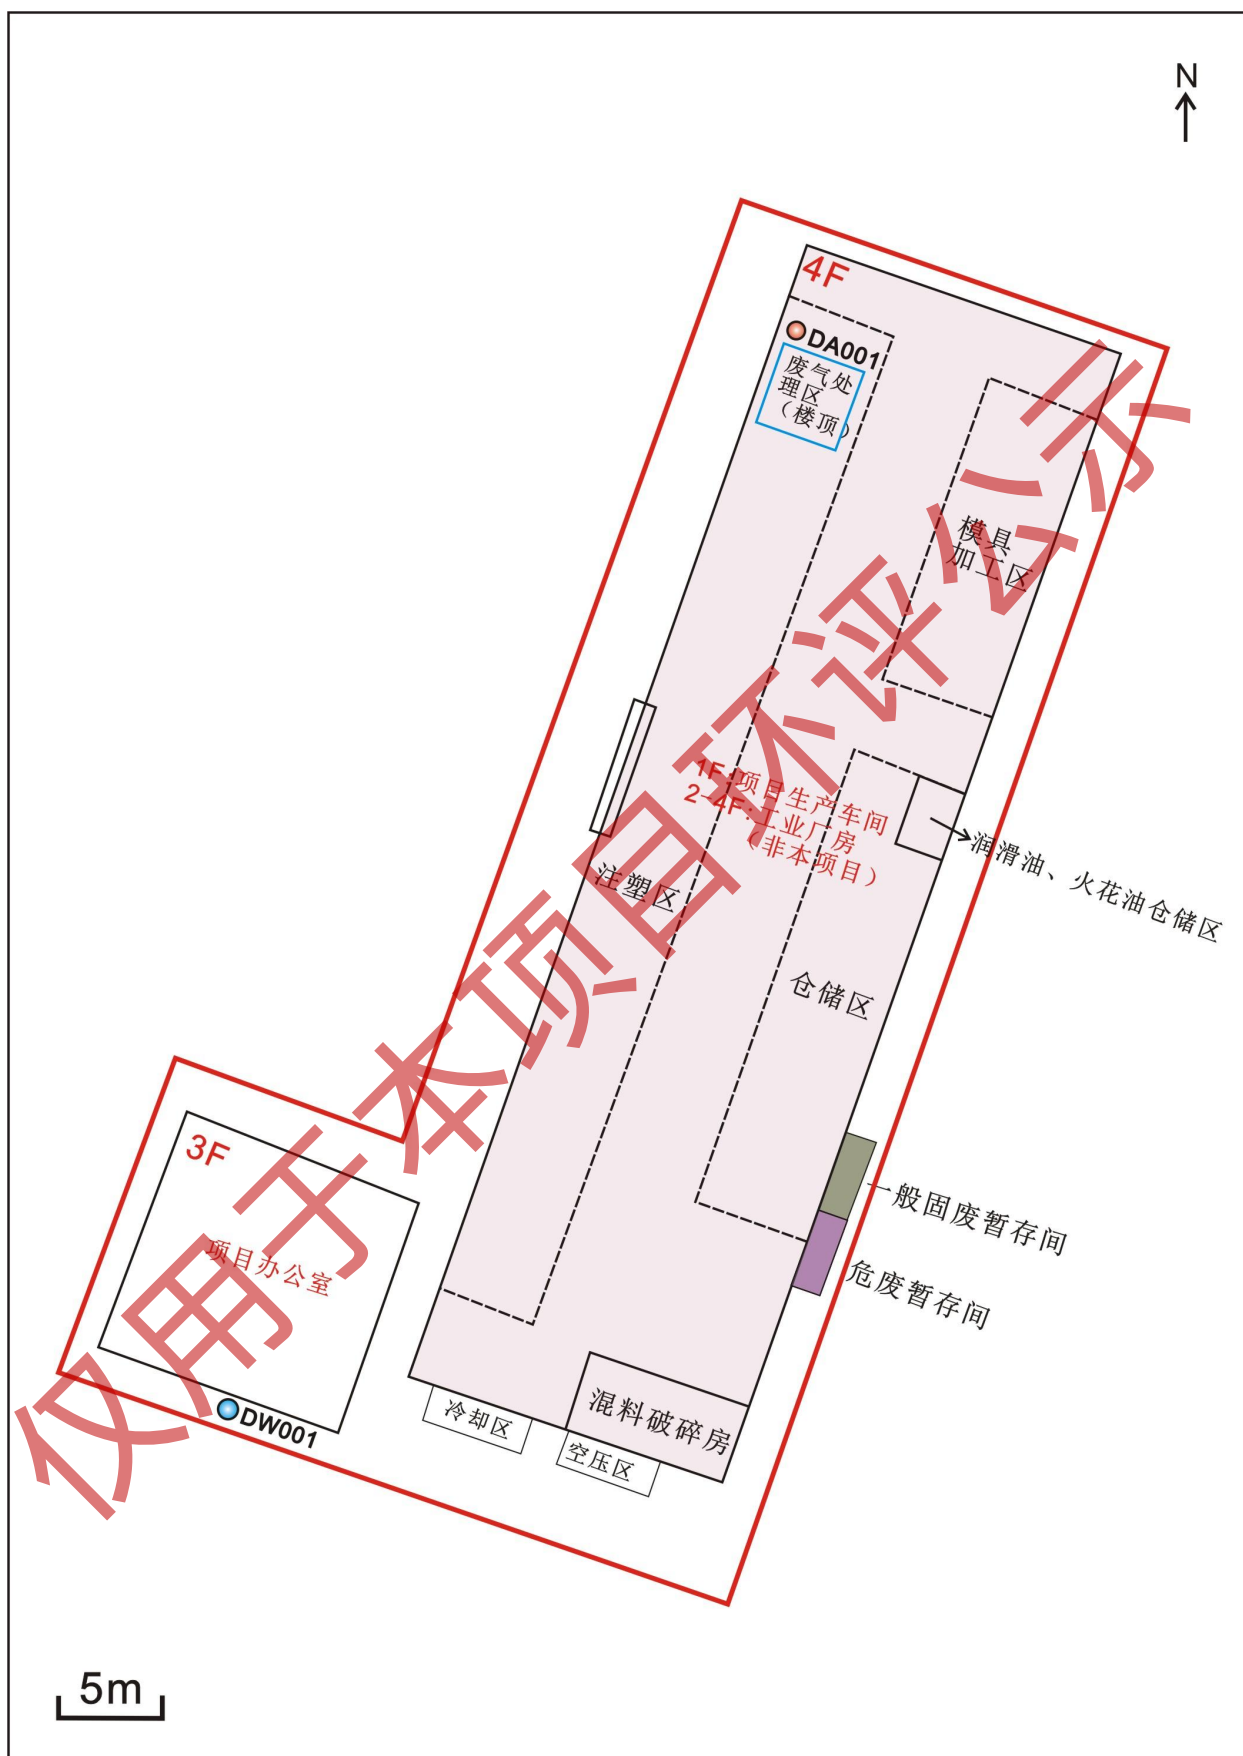 N
4F
DA001
废气处
理区
（楼顶）
模具
加工区
1F:项目生产车间
2-4F:工业厂房
（非本项目）
润滑油、火花油仓储区
注塑区
仓储区
3F
项目办公室
一般固废暂存间
危废暂存间
DW001
冷却区
混料破碎房
空压区
5m
仅用于本项目环评公示